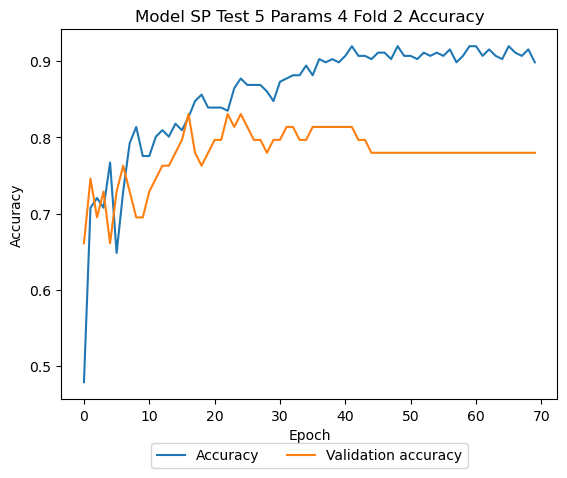 Model SP Test 5 Params 4 Fold 2 Accuracy
0.9
0.8
0.7
0.6
0.5
Accuracy
0 10 20 30 40 50 60 70
Epoch
Accuracy Validation accuracy